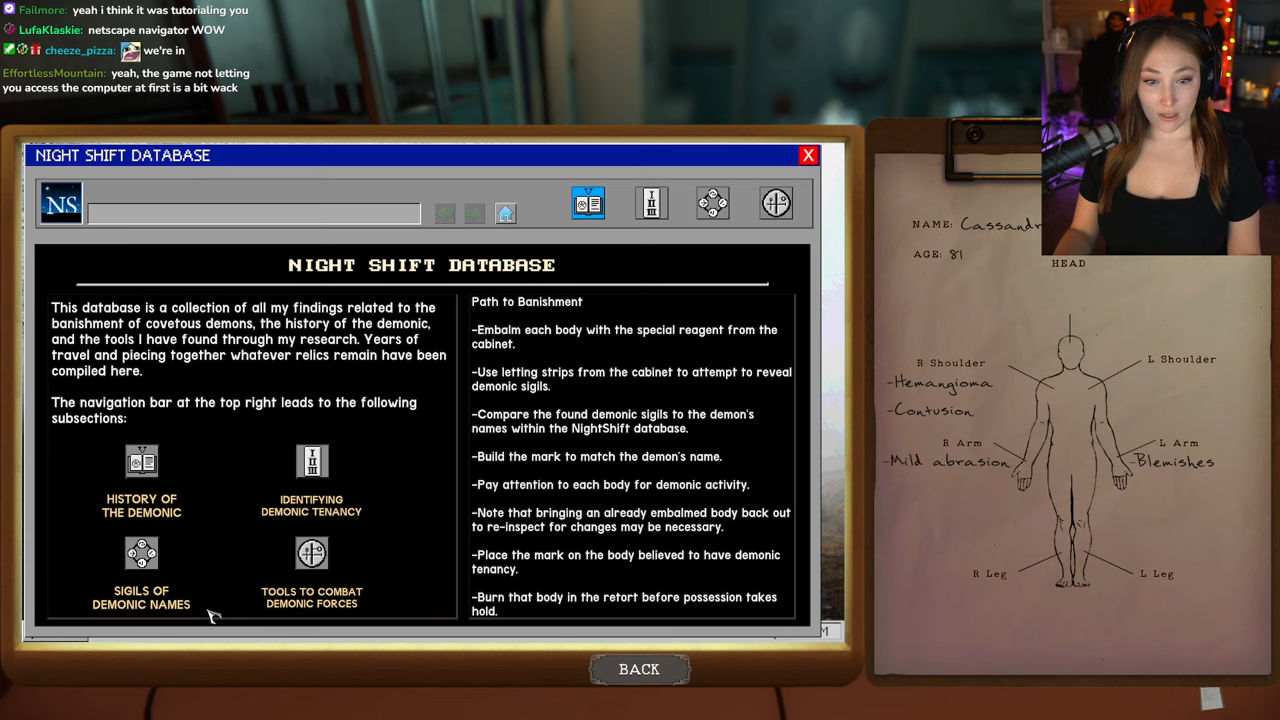 Failmore: yeah i think it was tutorialing you
LufaKlaskie: netscape navigator WOW
cheeze_pizza: we're in
EffortlessMountain: yeah, the game not letting
you access the computer at first is a bit wack
NIGHT SHIFT DATABASE
X
NS
NIGHT SHIFT DATABASE
This database is a collection of all my findings related to the
banishment of covetous demons, the history of the demonic,
and the tools I have found through my research. Years of
travel and piecing together whatever relics remain have been
compiled here.
The navigation bar at the top right leads to the following
subsections:
HISTORY OF
THE DEMONIC
IDENTIFYING
DEMONIC TENANCY
SIGILS OF
DEMONIC NAMES
TOOLS TO COMBAT
DEMONIC FORCES
Path to Banishment
-Embalm each body with the special reagent from the
cabinet.
-Use letting strips from the cabinet to attempt to reveal
demonic sigils.
-Compare the found demonic sigils to the demon's
names within the NightShift database.
-Build the mark to match the demon's name.
-Pay attention to each body for demonic activity.
-Note that bringing an already embalmed body back out
to re-inspect for changes may be necessary.
-Place the mark on the body believed to have demonic
tenancy.
-Burn that body in the retort before possession takes
hold.
M
BACK
NAME: Cassandr
AGE: 81
HEAD
R Shoulder
-Hemangioma
-Contusion
L Shoulder
R Arm
-Mild abrasion
L Arm
-Blemishes
R Leg
L Leg